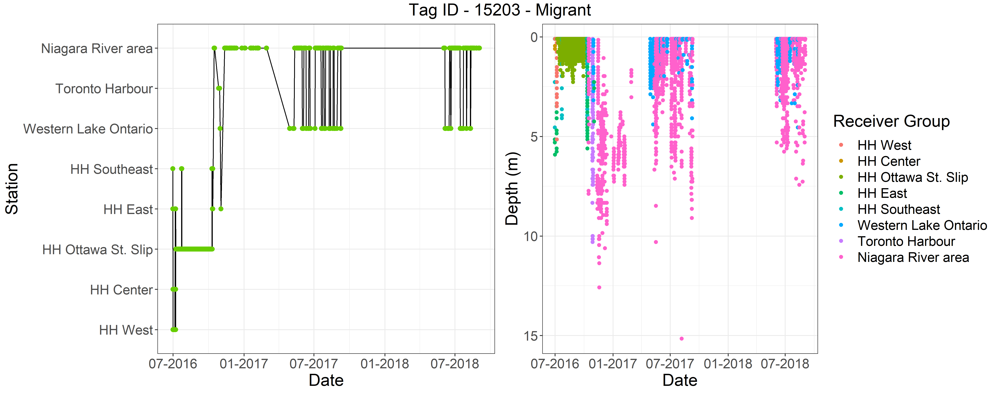 Tag ID - 15203 - Migrant
Station
Niagara River area
Toronto Harbour
Western Lake Ontario
HH Southeast
HH East
HH Ottawa St. Slip
HH Center
HH West
07-2016
01-2017
07-2017
01-2018
07-2018
Date
Depth (m)
0
5
10
15
07-2016
01-2017
07-2017
01-2018
07-2018
Date
Receiver Group
HH West
HH Center
HH Ottawa St. Slip
HH East
HH Southeast
Western Lake Ontario
Toronto Harbour
Niagara River area